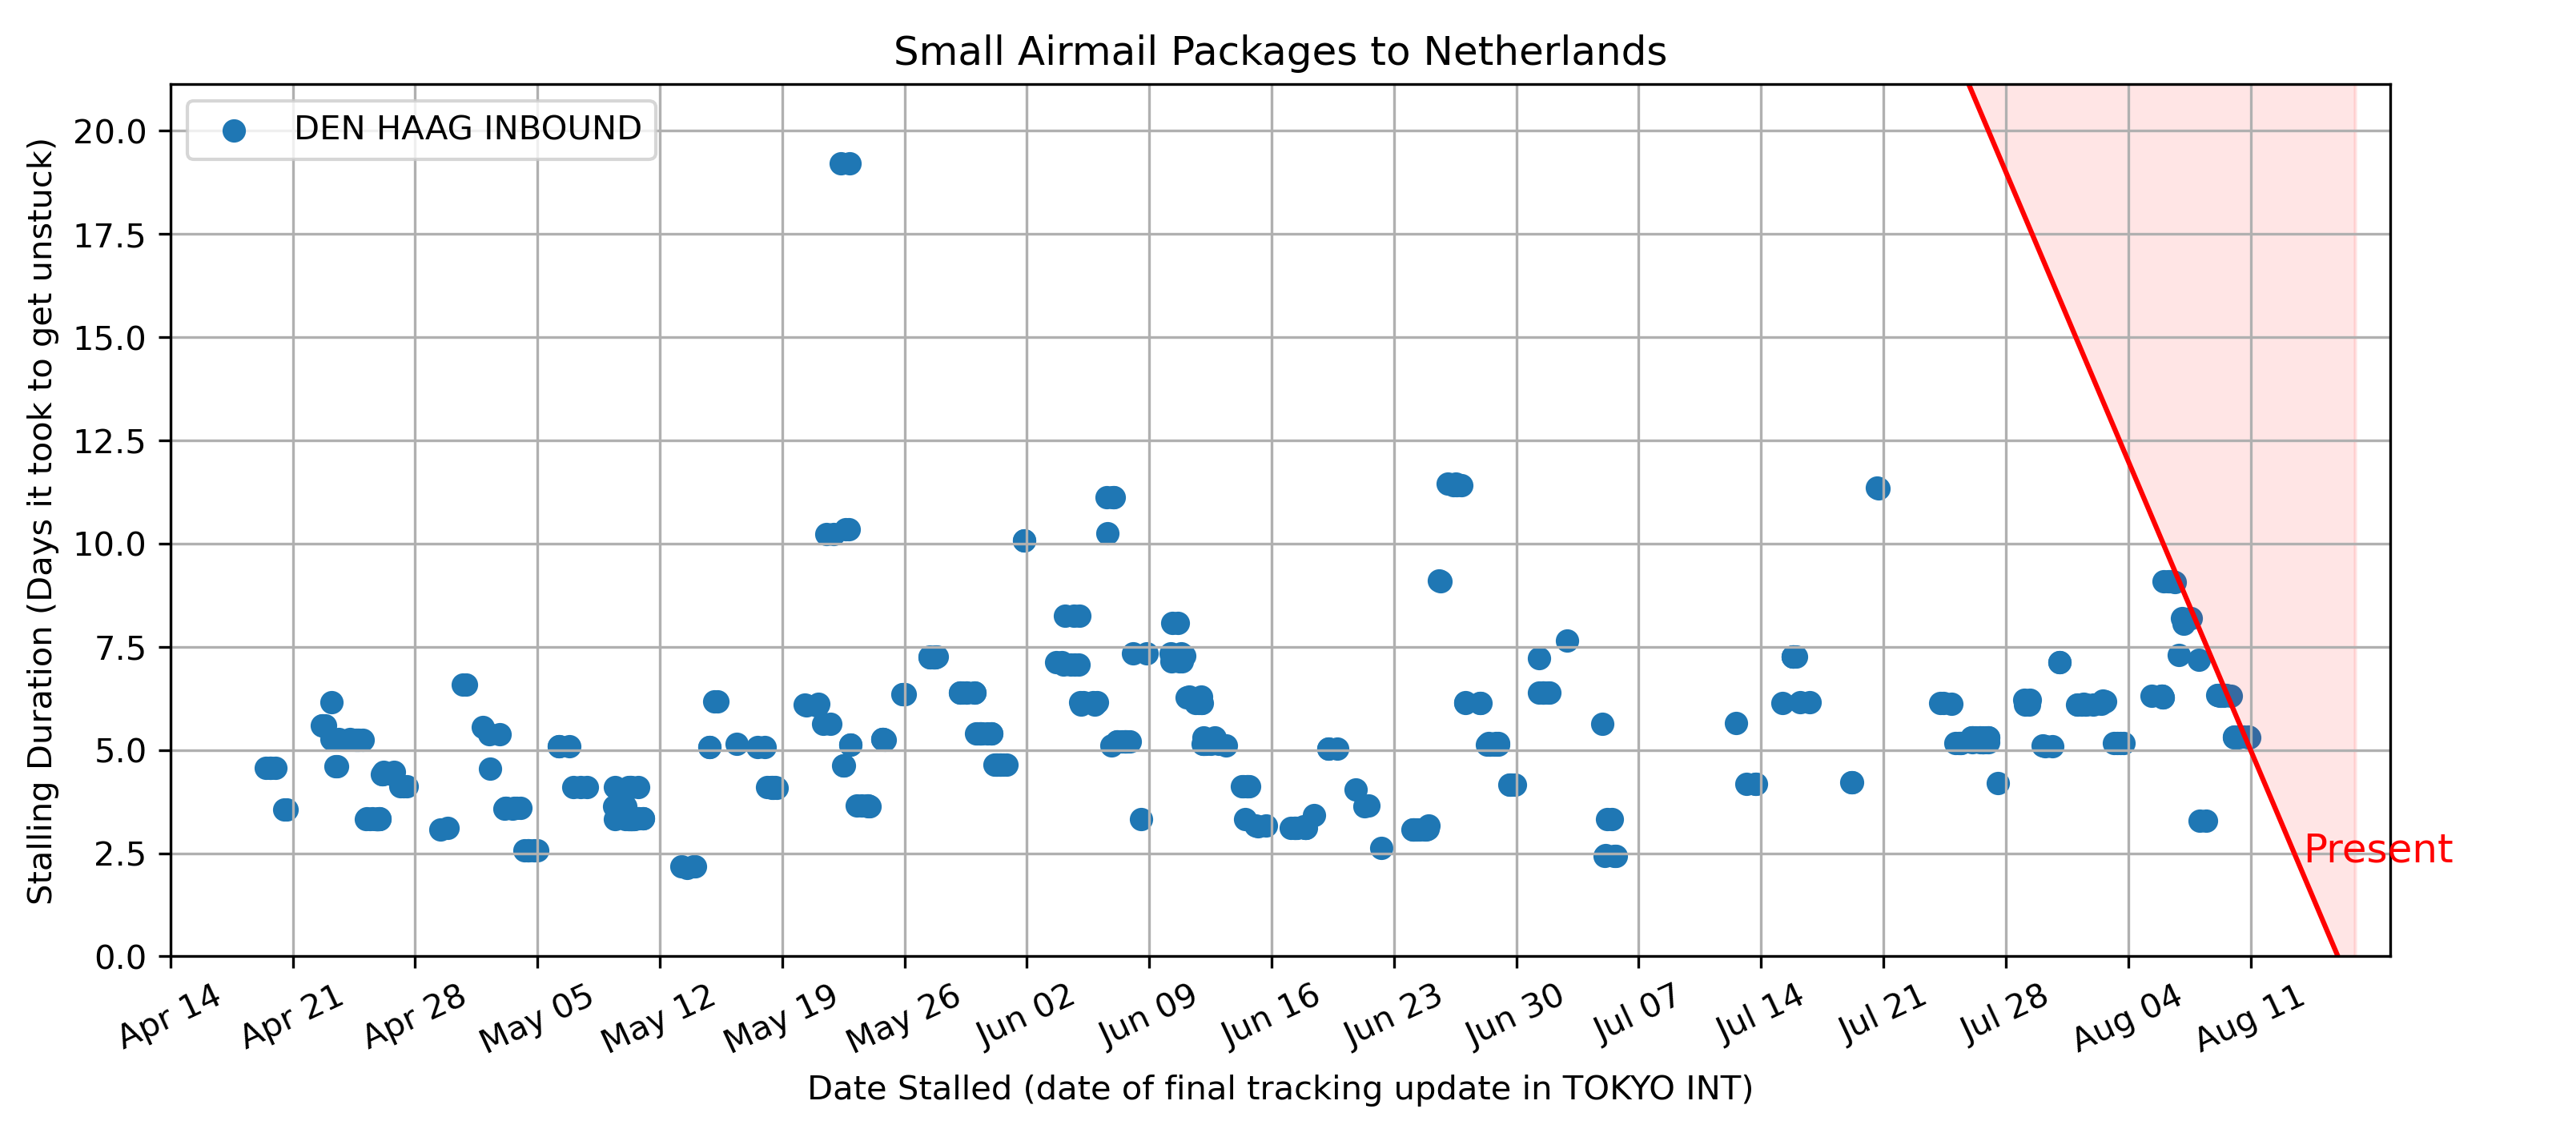 Small Airmail Packages to Netherlands
DEN HAAG INBOUND
Stalling Duration (Days it took to get unstuck)
20.0
17.5
15.0
12.5
10.0
7.5
5.0
2.5
0.0
Present
Apr 14
Apr 21
Apr 28
May 05
May 12
May 19
May 26
Jun 02
Jun 09
Jun 16
Jun 23
Jun 30
Jul 07
Jul 14
Jul 21
Jul 28
Aug 04
Aug 11
Date Stalled (date of final tracking update in TOKYO INT)